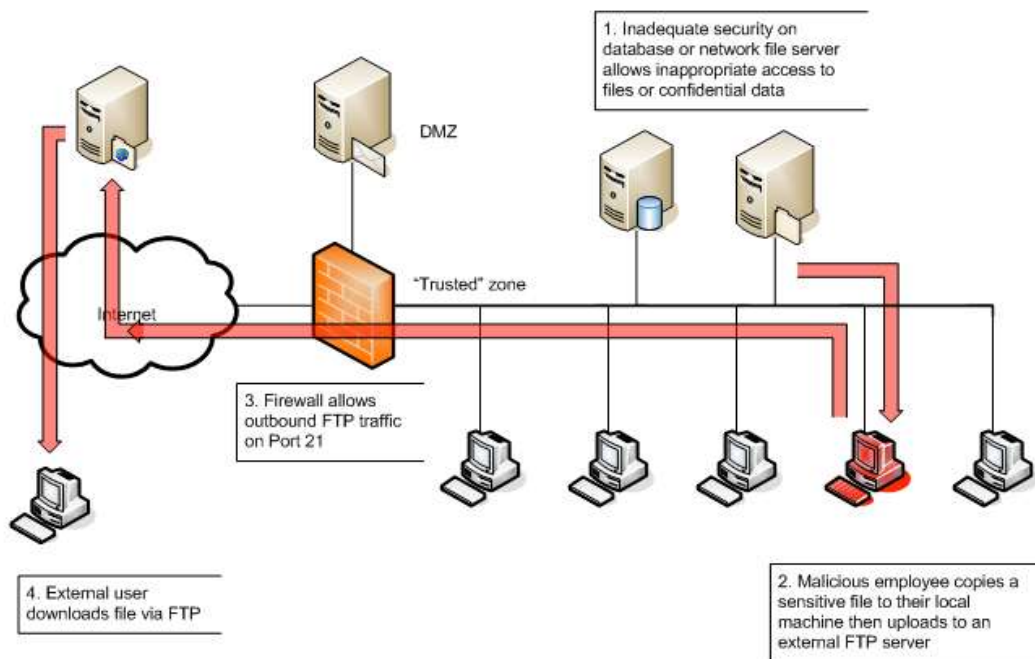 1. Inadequate security on
database or network file server
allows inappropriate access to
files or confidential data
DMZ
"Trusted" zone
Internet
3. Firewall allows
outbound FTP traffic
on Port 21
4. External user
downloads file via FTP
2. Malicious employee copies a
sensitive file to their local
machine then uploads to an
external FTP server